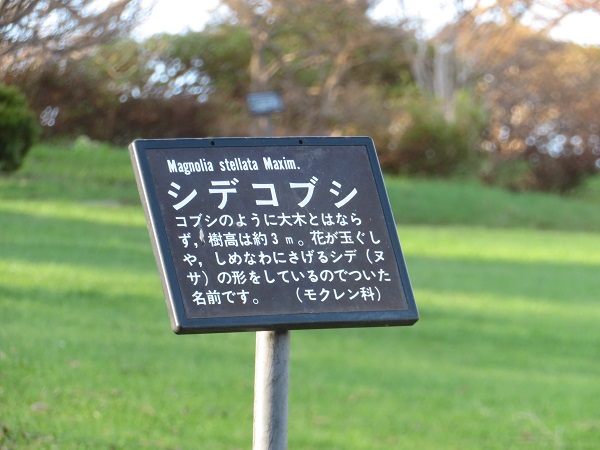 Magnolia stellata Maxim.
シデコブシ
コブシのように大木とはなら
ず，樹高は約3m。花が玉ぐし
や，しめなわにさげるシデ（ヌ
サ）の形をしているのでついた
名前です。　（モクレン科）